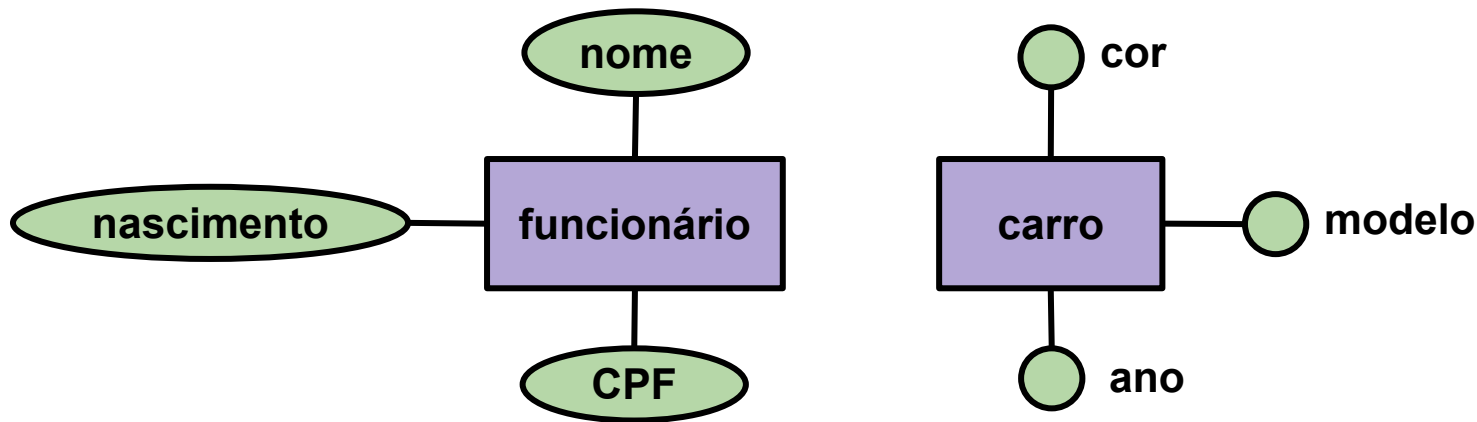 nome
cor
nascimento
funcionário
carro
modelo
CPF
ano